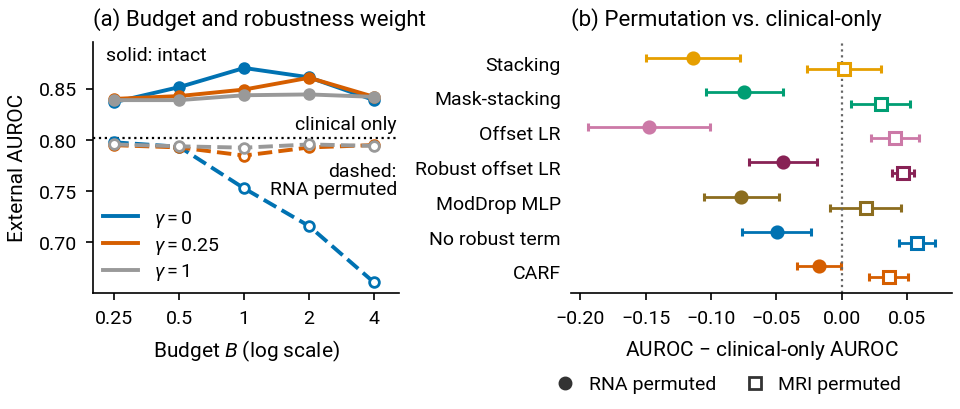 (a) Budget and robustness weight
solid: intact
clinical only
dashed:
RNA permuted
γ = 0
γ = 0.25
γ = 1
External AUROC
0.85
0.80
0.75
0.70
0.25 0.5 1 2 4
Budget B (log scale)
(b) Permutation vs. clinical-only
Stacking
Mask-stacking
Offset LR
Robust offset LR
ModDrop MLP
No robust term
CARF
−0.20 −0.15 −0.10 −0.05 0.00 0.05
AUROC − clinical-only AUROC
RNA permuted MRI permuted